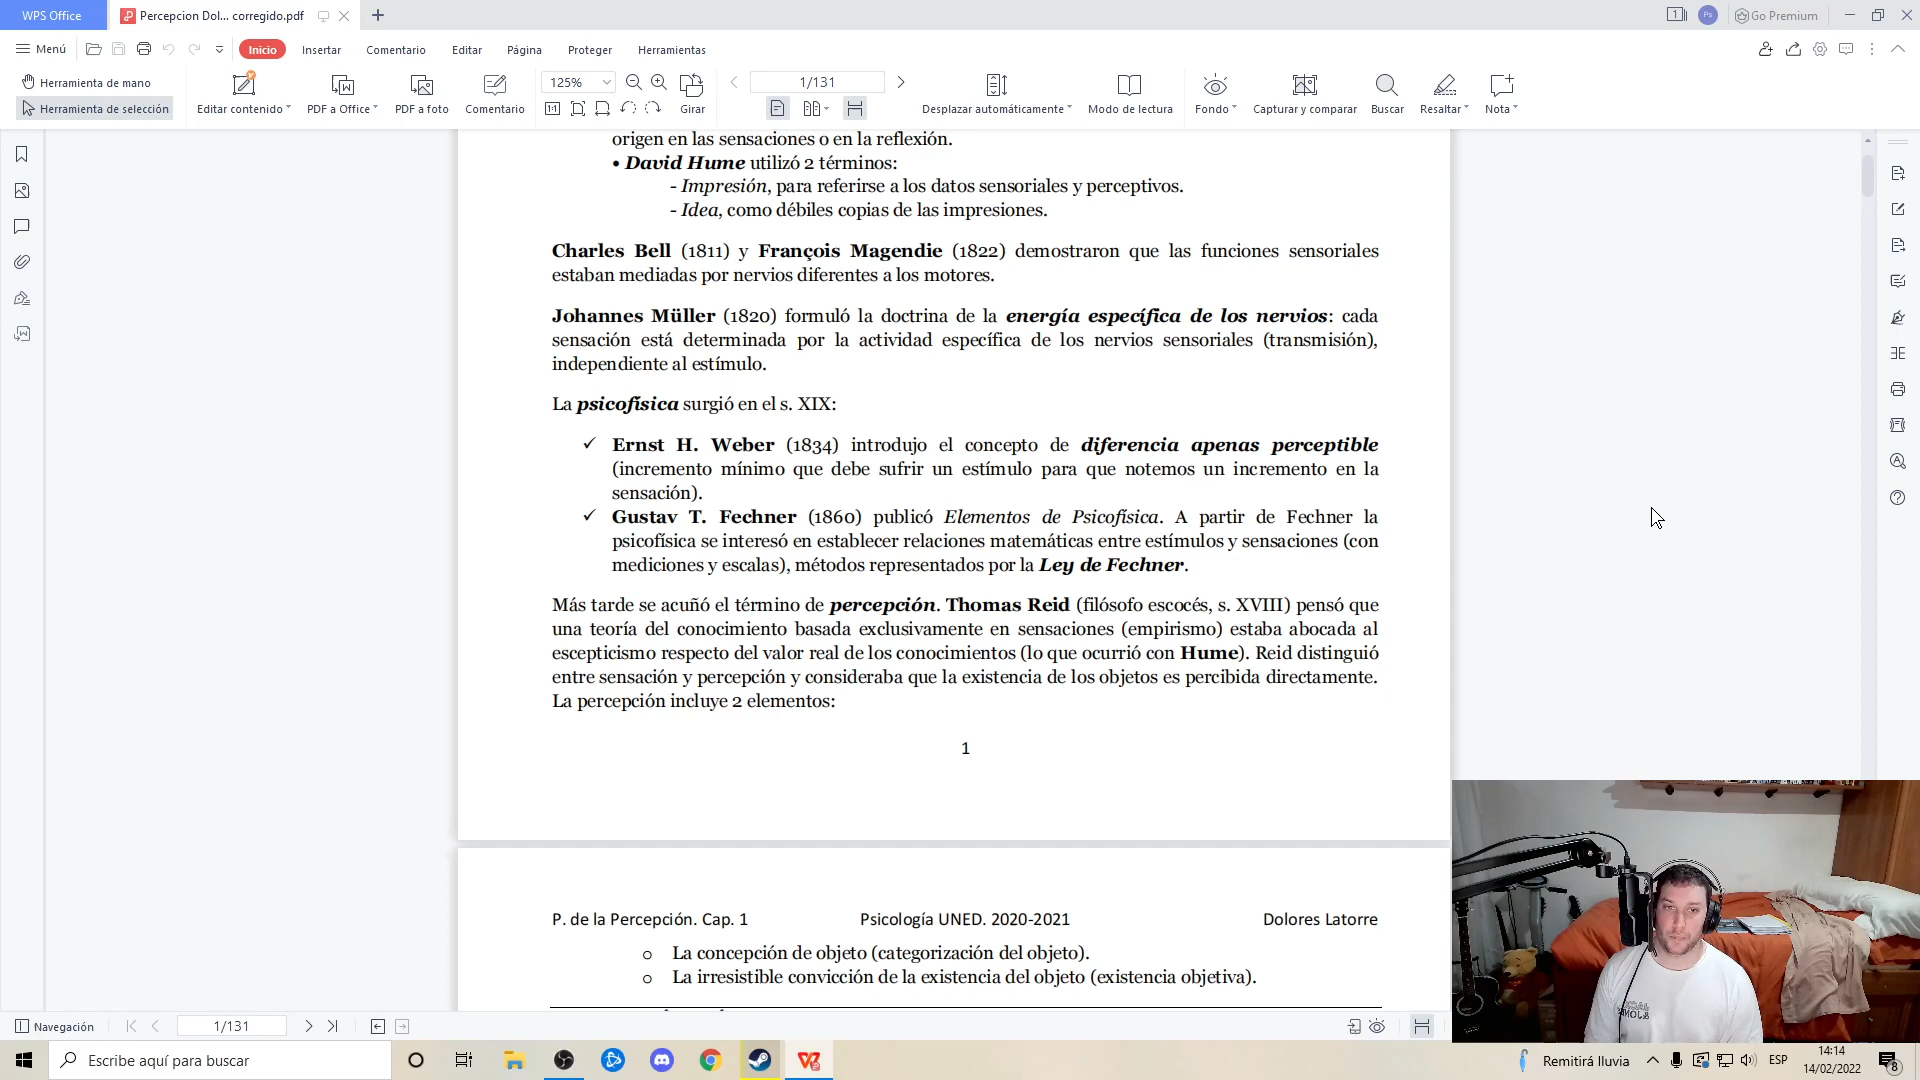 WPS Office
Percepcion Dol... corregido.pdf
1
Ps
Go Premium
Menú
Inicio
Insertar
Comentario
Editar
Página
Proteger
Herramientas
Herramienta de mano
Herramienta de selección
Editar contenido
PDF a Office
PDF a foto
Comentario
125%
Girar
1/131
Desplazar automáticamente
Modo de lectura
Fondo
Capturar y comparar
Buscar
Resaltar
Nota
origen en las sensaciones o en la reflexión.
• David Hume utilizó 2 términos:
- Impresión, para referirse a los datos sensoriales y perceptivos.
- Idea, como débiles copias de las impresiones.
Charles Bell (1811) y François Magendie (1822) demostraron que las funciones sensoriales
estaban mediadas por nervios diferentes a los motores.
Johannes Müller (1820) formuló la doctrina de la energía específica de los nervios: cada
sensación está determinada por la actividad específica de los nervios sensoriales (transmisión),
independiente al estímulo.
La psicofísica surgió en el s. XIX:
✓ Ernst H. Weber (1834) introdujo el concepto de diferencia apenas perceptible
(incremento mínimo que debe sufrir un estímulo para que notemos un incremento en la
sensación).
✓ Gustav T. Fechner (1860) publicó Elementos de Psicofísica. A partir de Fechner la
psicofísica se interesó en establecer relaciones matemáticas entre estímulos y sensaciones (con
mediciones y escalas), métodos representados por la Ley de Fechner.
Más tarde se acuñó el término de percepción. Thomas Reid (filósofo escocés, s. XVIII) pensó que
una teoría del conocimiento basada exclusivamente en sensaciones (empirismo) estaba abocada al
escepticismo respecto del valor real de los conocimientos (lo que ocurrió con Hume). Reid distinguió
entre sensación y percepción y consideraba que la existencia de los objetos es percibida directamente.
La percepción incluye 2 elementos:
1
P. de la Percepción. Cap. 1 Psicología UNED. 2020-2021 Dolores Latorre
o La concepción de objeto (categorización del objeto).
o La irresistible convicción de la existencia del objeto (existencia objetiva).
Navegación
1/131
Escribe aquí para buscar
Remitirá lluvia
ESP
14:14
14/02/2022
8